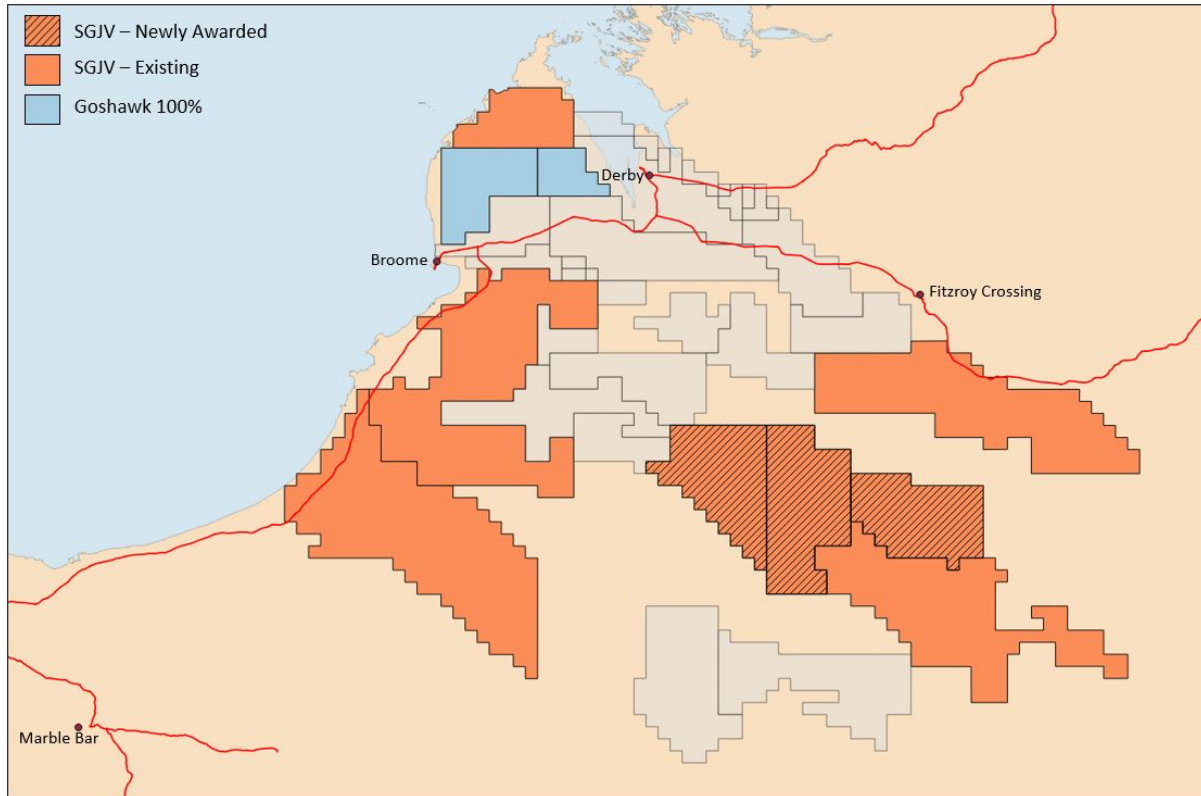 SGJV – Newly Awarded
SGJV – Existing
Goshawk 100%
Derby
Broome
Fitzroy Crossing
Marble Bar